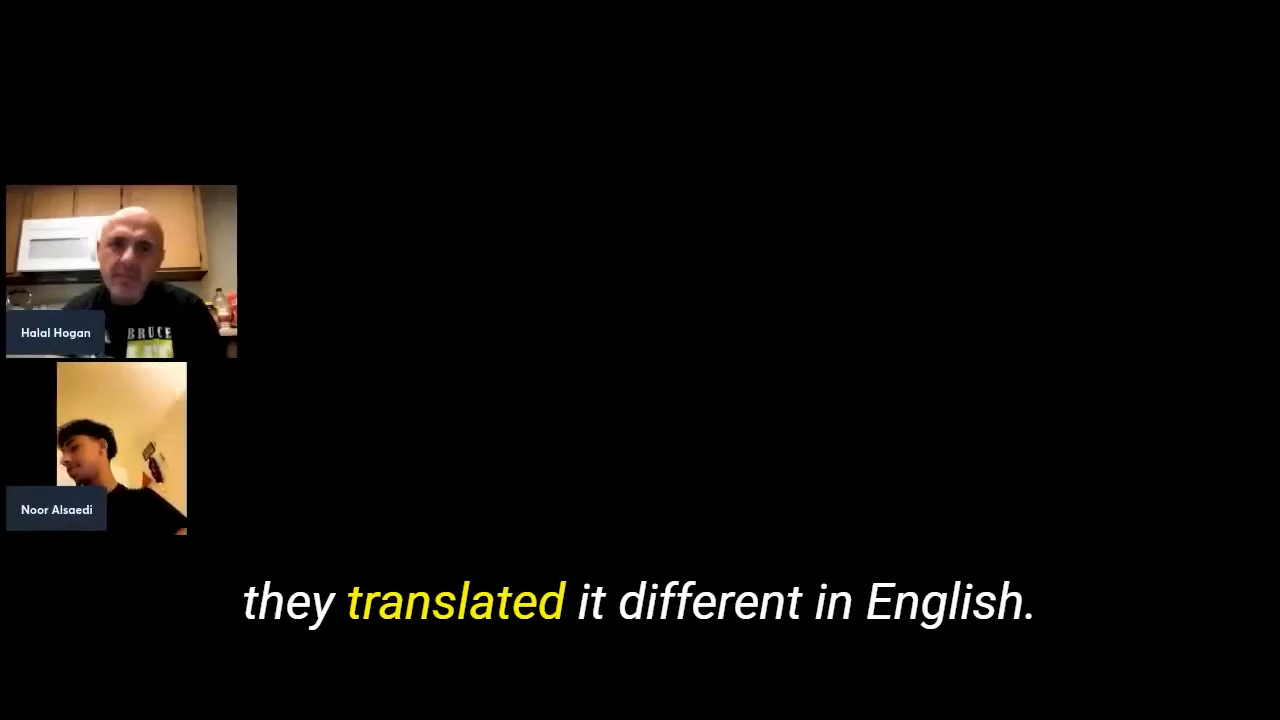 BRUCE
Halal Hogan
Noor Alsaedi
they translated it different in English.